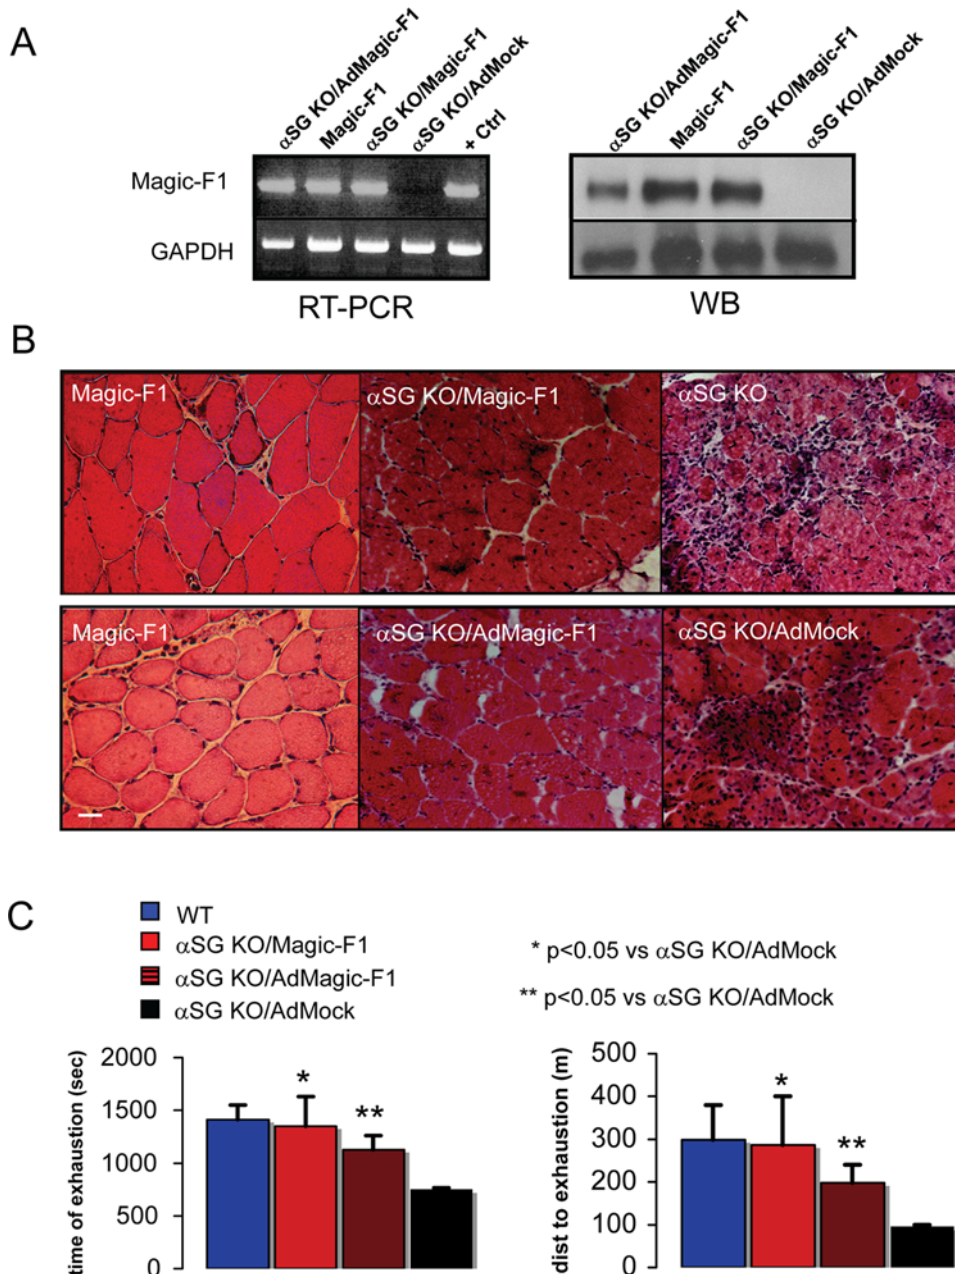 A
αSG KO/AdMagic-F1
Magic-F1
αSG KO/Magic-F1
αSG KO/AdMock
+ Ctrl
αSG KO/AdMagic-F1
Magic-F1
αSG KO/Magic-F1
αSG KO/AdMock
Magic-F1
GAPDH
RT-PCR
WB
B
Magic-F1
αSG KO/Magic-F1
αSG KO
Magic-F1
αSG KO/AdMagic-F1
αSG KO/AdMock
C
WT
αSG KO/Magic-F1
αSG KO/AdMagic-F1
αSG KO/AdMock
* p<0.05 vs αSG KO/AdMock
** p<0.05 vs αSG KO/AdMock
time of exhaustion (sec)
2000
1500
1000
500
0
*
**
dist to exhaustion (m)
500
400
300
200
100
0
*
**